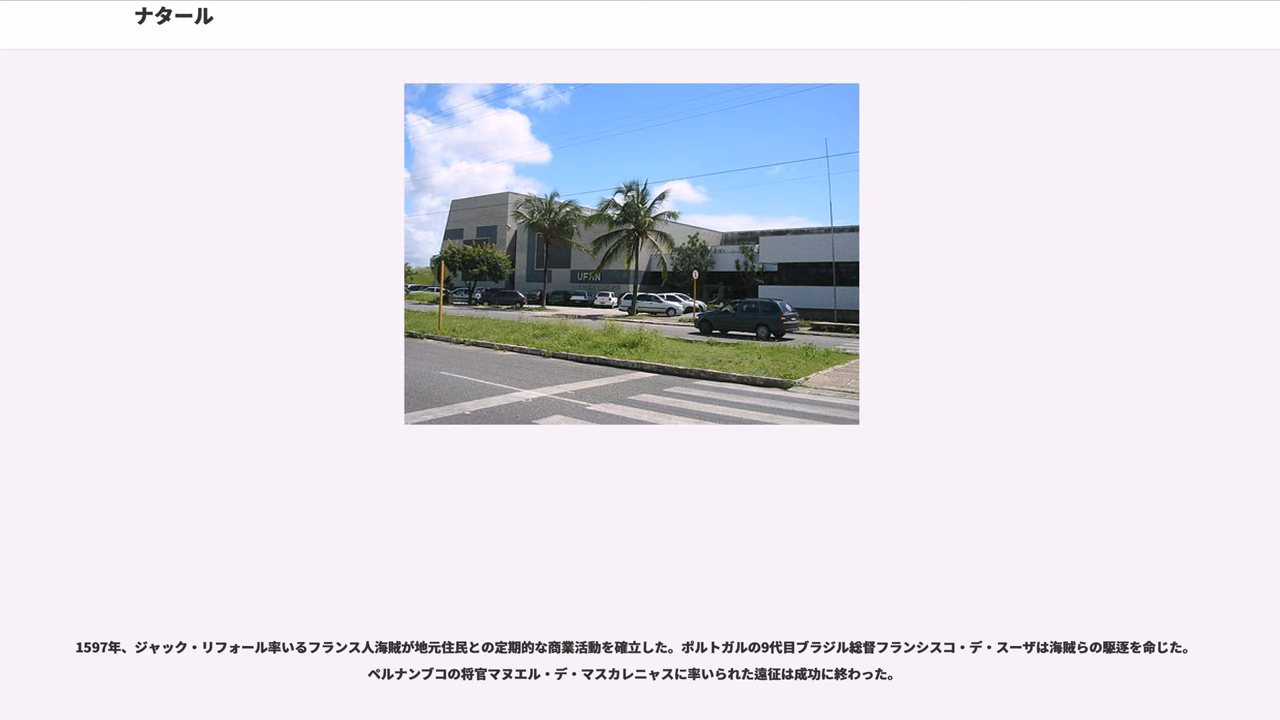 ナタール
UFRN
1597年、ジャック・リフォール率いるフランス人海賊が地元住民との定期的な商業活動を確立した。ポルトガルの9代目ブラジル総督フランシスコ・デ・スーザは海賊らの駆逐を命じた。
ペルナンブコの将官マヌエル・デ・マスカレニャスに率いられた遠征は成功に終わった。